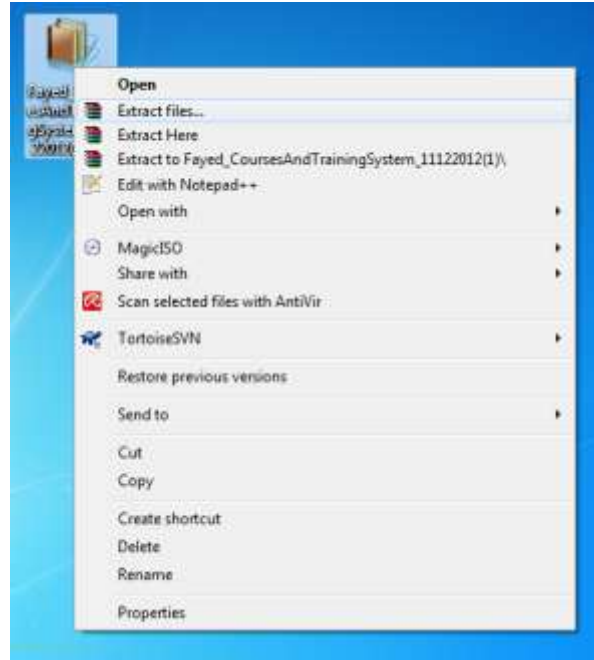 Fayed
Open
Extract files...
Extract Here
Extract to Fayed_CoursesAndTrainingSystem_11122012(1)\
Edit with Notepad++
Open with
MagicISO
Share with
Scan selected files with AntiVir
TortoiseSVN
Restore previous versions
Send to
Cut
Copy
Create shortcut
Delete
Rename
Properties